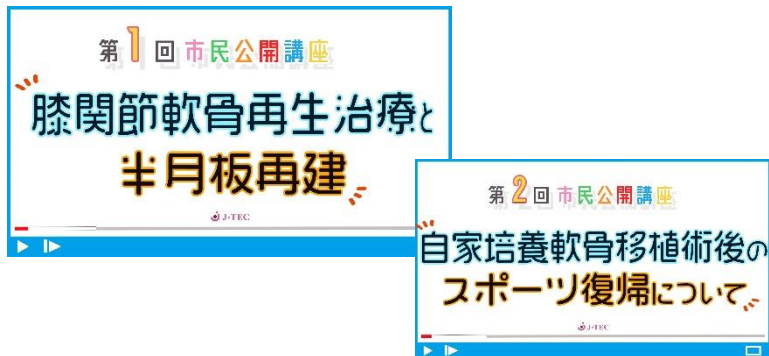 第1回市民公開講座
膝関節軟骨再生治療と
半月板再建
J-TEC
第2回市民公開講座
自家培養軟骨移植術後の
スポーツ復帰について
J-TEC